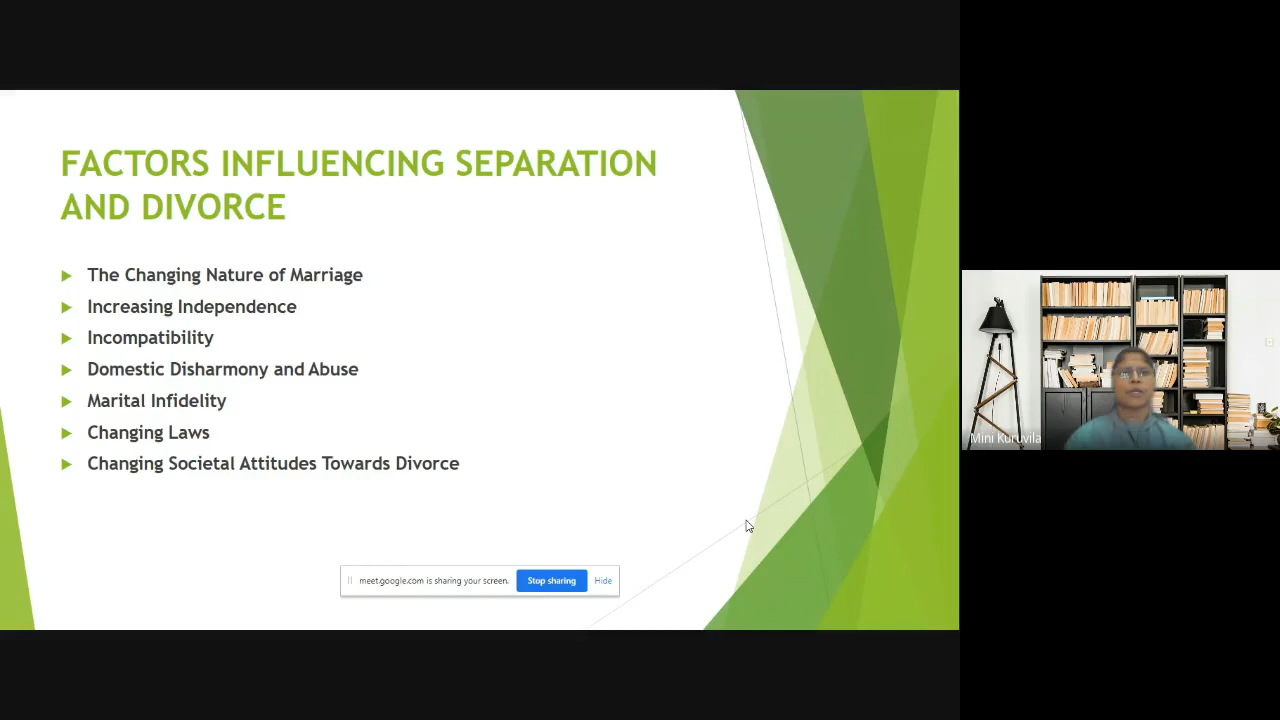 FACTORS INFLUENCING SEPARATION
AND DIVORCE
The Changing Nature of Marriage
Increasing Independence
Incompatibility
Domestic Disharmony and Abuse
Marital Infidelity
Changing Laws
Changing Societal Attitudes Towards Divorce
meet.google.com is sharing your screen. Stop sharing Hide
Mini Kuruvila